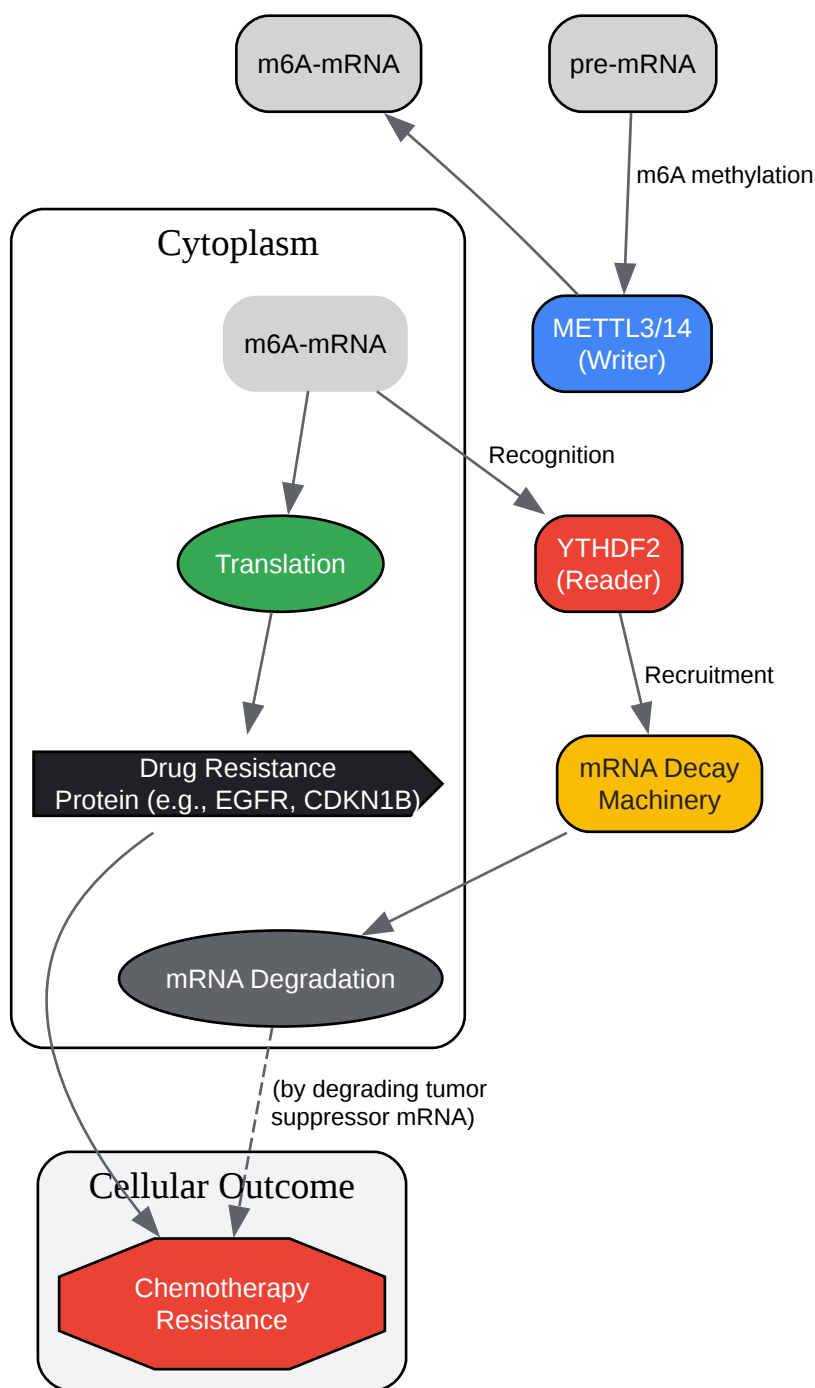 m6A-mRNA
pre-mRNA
m6A methylation
Cytoplasm
METTL3/14
(Writer)
m6A-mRNA
Recognition
Translation
YTHDF2
(Reader)
Recruitment
Drug Resistance
Protein (e.g., EGFR, CDKN1B)
mRNA Decay
Machinery
mRNA Degradation
(by degrading tumor
suppressor mRNA)
Cellular Outcome
Chemotherapy
Resistance